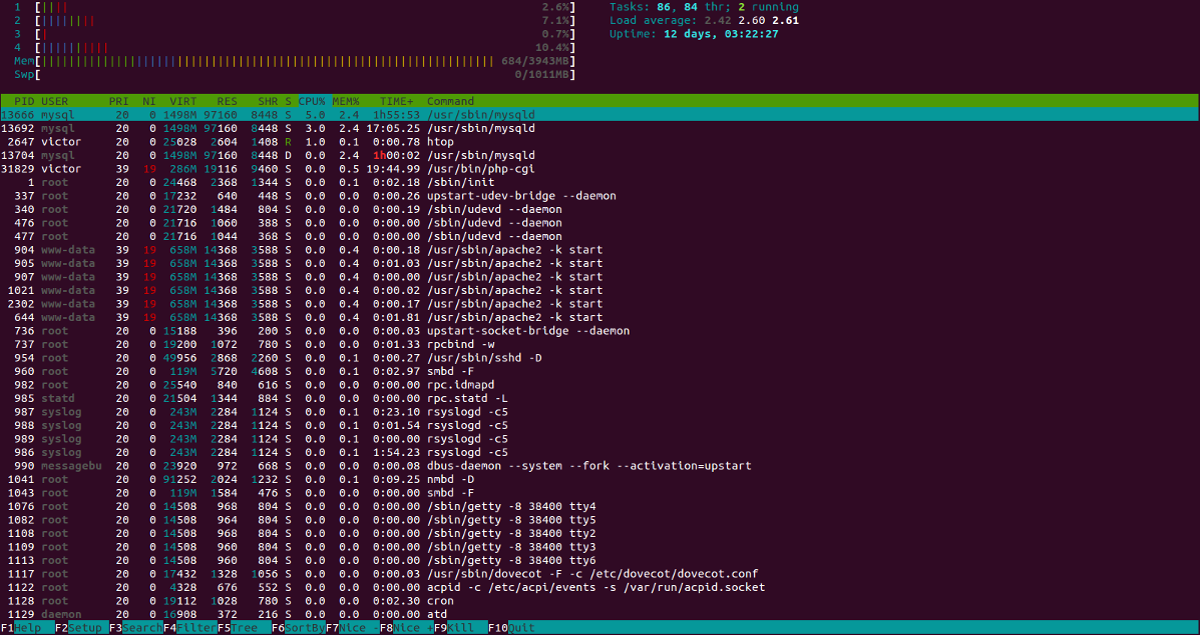 1 [|||| 2.6%] Tasks: 86, 84 thr; 2 running
2 [|||||||| 7.1%] Load average: 2.42 2.60 2.61
3 [| 0.7%] Uptime: 12 days, 03:22:27
4 [|||||||||| 10.4%]
Mem[||||||||||||||||||||||||||||||||||||||||||||||||||||||||||||||||||| 684/3943MB]
Swp[ 0/1011MB]
PID USER PRI NI VIRT RES SHR S CPU% MEM% TIME+ Command
13666 mysql 20 0 1498M 97160 8448 S 5.0 2.4 1h55:53 /usr/sbin/mysqld
13692 mysql 20 0 1498M 97160 8448 S 3.0 2.4 17:05.25 /usr/sbin/mysqld
2647 victor 20 0 25028 2604 1408 R 1.0 0.1 0:00.78 htop
13704 mysql 20 0 1498M 97160 8448 D 0.0 2.4 1h00:02 /usr/sbin/mysqld
31829 victor 39 19 286M 19116 9460 S 0.0 0.5 19:44.99 /usr/bin/php-cgi
1 root 20 0 24468 2368 1344 S 0.0 0.1 0:02.18 /sbin/init
337 root 20 0 17232 640 448 S 0.0 0.0 0:00.26 upstart-udev-bridge --daemon
340 root 20 0 21720 1484 804 S 0.0 0.0 0:00.19 /sbin/udevd --daemon
476 root 20 0 21716 1060 388 S 0.0 0.0 0:00.00 /sbin/udevd --daemon
477 root 20 0 21716 1044 368 S 0.0 0.0 0:00.00 /sbin/udevd --daemon
904 www-data 39 19 658M 14368 3588 S 0.0 0.4 0:00.18 /usr/sbin/apache2 -k start
905 www-data 39 19 658M 14368 3588 S 0.0 0.4 0:01.03 /usr/sbin/apache2 -k start
907 www-data 39 19 658M 14368 3588 S 0.0 0.4 0:00.00 /usr/sbin/apache2 -k start
1021 www-data 39 19 658M 14368 3588 S 0.0 0.4 0:00.02 /usr/sbin/apache2 -k start
2302 www-data 39 19 658M 14368 3588 S 0.0 0.4 0:00.17 /usr/sbin/apache2 -k start
644 www-data 39 19 658M 14368 3588 S 0.0 0.4 0:01.81 /usr/sbin/apache2 -k start
736 root 20 0 15188 396 200 S 0.0 0.0 0:00.03 upstart-socket-bridge --daemon
737 root 20 0 19200 1072 780 S 0.0 0.0 0:01.33 rpcbind -w
954 root 20 0 49956 2868 2260 S 0.0 0.1 0:00.27 /usr/sbin/sshd -D
960 root 20 0 119M 5720 4608 S 0.0 0.1 0:02.97 smbd -F
982 root 20 0 25540 840 616 S 0.0 0.0 0:00.00 rpc.idmapd
985 statd 20 0 21504 1344 884 S 0.0 0.0 0:00.00 rpc.statd -L
987 syslog 20 0 243M 2284 1124 S 0.0 0.1 0:23.10 rsyslogd -c5
988 syslog 20 0 243M 2284 1124 S 0.0 0.1 0:01.54 rsyslogd -c5
989 syslog 20 0 243M 2284 1124 S 0.0 0.1 0:00.00 rsyslogd -c5
986 syslog 20 0 243M 2284 1124 S 0.0 0.1 1:54.23 rsyslogd -c5
990 messagebu 20 0 23920 972 668 S 0.0 0.0 0:00.08 dbus-daemon --system --fork --activation=upstart
1041 root 20 0 91252 2024 1232 S 0.0 0.1 0:09.25 nmbd -D
1043 root 20 0 119M 1584 476 S 0.0 0.0 0:00.00 smbd -F
1076 root 20 0 14508 968 804 S 0.0 0.0 0:00.00 /sbin/getty -8 38400 tty4
1082 root 20 0 14508 964 804 S 0.0 0.0 0:00.00 /sbin/getty -8 38400 tty5
1108 root 20 0 14508 968 804 S 0.0 0.0 0:00.00 /sbin/getty -8 38400 tty2
1109 root 20 0 14508 968 804 S 0.0 0.0 0:00.00 /sbin/getty -8 38400 tty3
1113 root 20 0 14508 960 804 S 0.0 0.0 0:00.00 /sbin/getty -8 38400 tty6
1117 root 20 0 17432 1328 1056 S 0.0 0.0 0:00.03 /usr/sbin/dovecot -F -c /etc/dovecot/dovecot.conf
1122 root 20 0 4328 676 552 S 0.0 0.0 0:00.00 acpid -c /etc/acpi/events -s /var/run/acpid.socket
1128 root 20 0 19112 1028 780 S 0.0 0.0 0:02.30 cron
1129 daemon 20 0 16908 372 216 S 0.0 0.0 0:00.00 atd
F1Help F2Setup F3SearchF4FilterF5Tree F6SortByF7Nice -F8Nice +F9Kill F10Quit